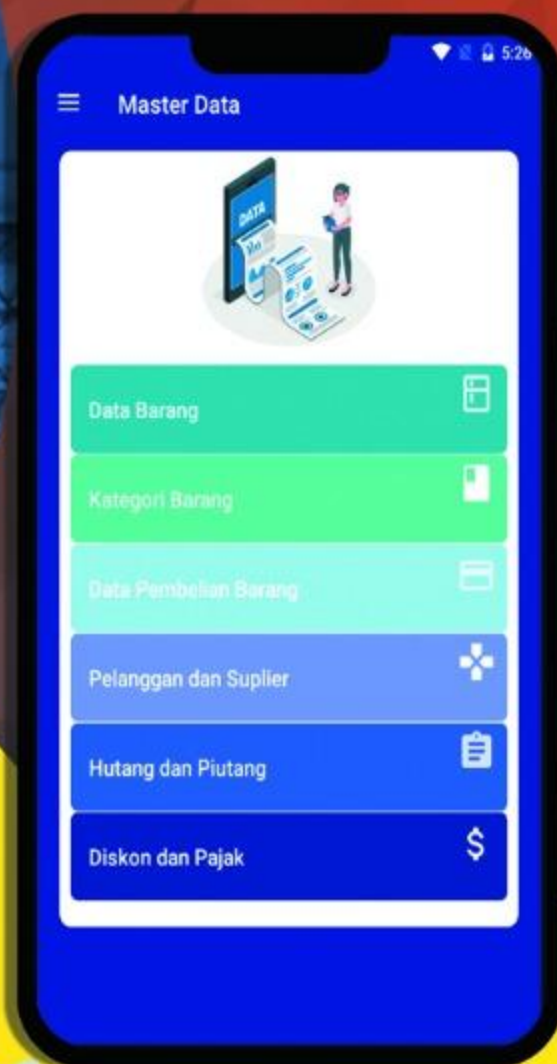 5:26
Master Data
DATA
Data Barang
Kategori Barang
Data Pembelian Barang
Pelanggan dan Suplier
Hutang dan Piutang
Diskon dan Pajak
$